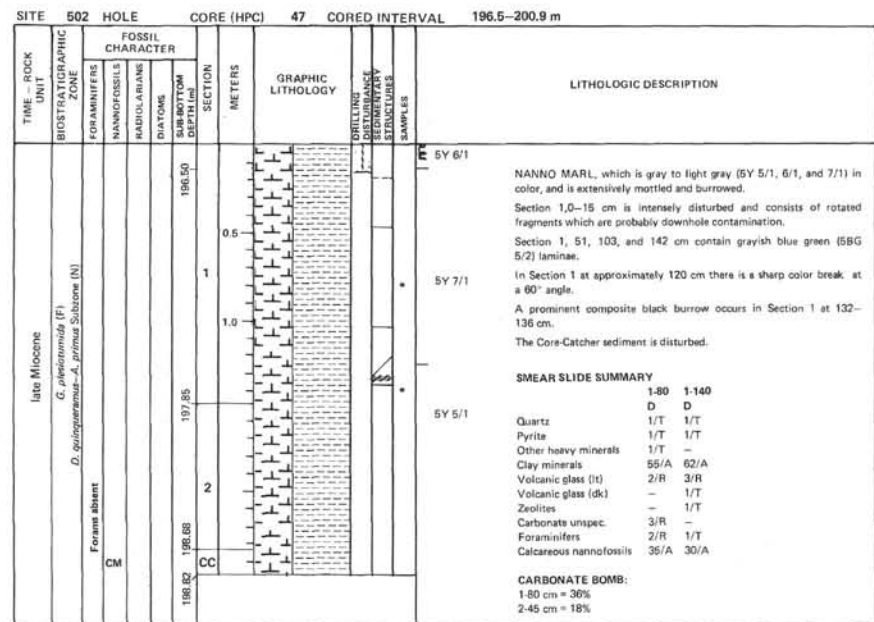 SITE 502 HOLE CORE (HPC) 47 CORED INTERVAL 196.5–200.9 m
TIME – ROCK UNIT
BIOSTRATIGRAPHIC ZONE
FOSSIL CHARACTER
FORAMINIFERS
NANNOFOSSILS
RADIOLARIANS
DIATOMS
SUB-BOTTOM DEPTH (m)
SECTION
METERS
GRAPHIC LITHOLOGY
DRILLING DISTURBANCE
SEDIMENTARY STRUCTURES
SAMPLES
LITHOLOGIC DESCRIPTION
late Miocene
G. plesiotumida (F)
D. quinqueramus–A. primus Subzone (N)
Forams absent
CM
196.50
197.85
198.68
198.82
1
2
CC
0.5
1.0
5Y 6/1
5Y 7/1
5Y 5/1
NANNO MARL, which is gray to light gray (5Y 5/1, 6/1, and 7/1) in
color, and is extensively mottled and burrowed.
Section 1,0–15 cm is intensely disturbed and consists of rotated
fragments which are probably downhole contamination.
Section 1, 51, 103, and 142 cm contain grayish blue green (5BG
5/2) laminae.
In Section 1 at approximately 120 cm there is a sharp color break at
a 60° angle.
A prominent composite black burrow occurs in Section 1 at 132–
136 cm.
The Core-Catcher sediment is disturbed.
SMEAR SLIDE SUMMARY
1-80 1-140
D D
Quartz 1/T 1/T
Pyrite 1/T 1/T
Other heavy minerals 1/T –
Clay minerals 55/A 62/A
Volcanic glass (lt) 2/R 3/R
Volcanic glass (dk) – 1/T
Zeolites – 1/T
Carbonate unspec. 3/R –
Foraminifers 2/R 1/T
Calcareous nannofossils 35/A 30/A
CARBONATE BOMB:
1-80 cm = 36%
2-45 cm = 18%